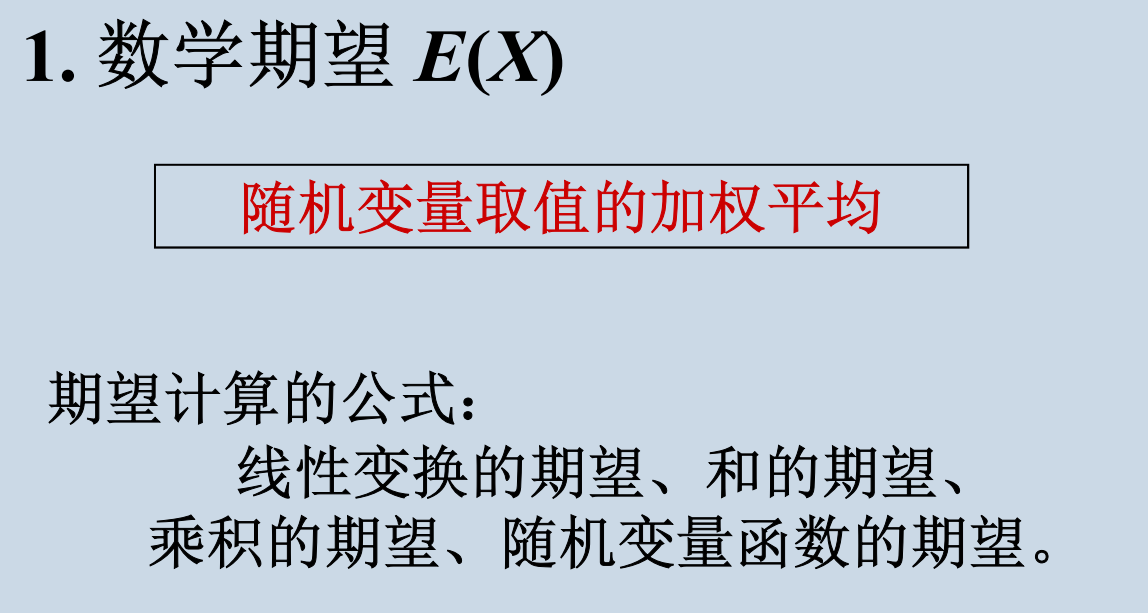 1. 数学期望 E(X)
随机变量取值的加权平均
期望计算的公式：
线性变换的期望、和的期望、
乘积的期望、随机变量函数的期望。